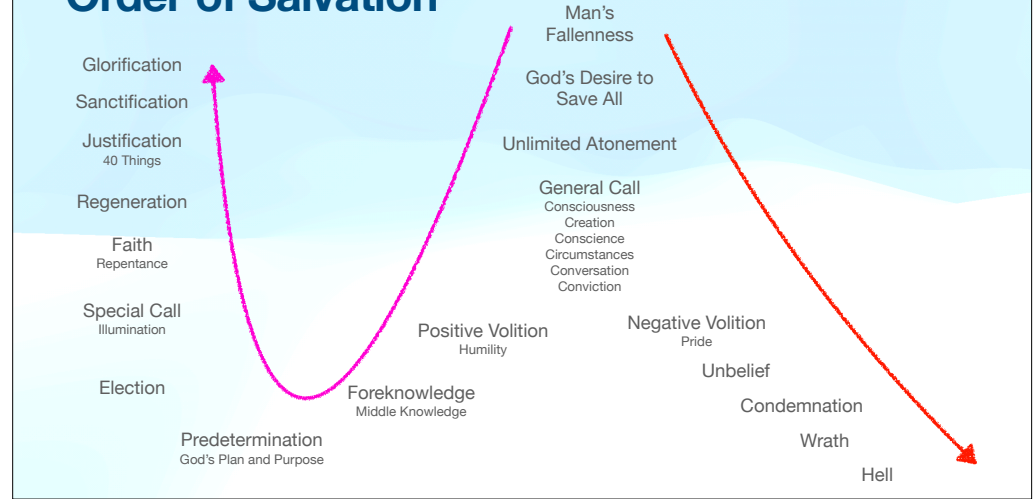 Order of Salvation
Man's
Fallenness
God's Desire to
Save All
Unlimited Atonement
General Call
Consciousness
Creation
Conscience
Circumstances
Conversation
Conviction
Positive Volition
Humility
Foreknowledge
Middle Knowledge
Predetermination
God's Plan and Purpose
Election
Special Call
Illumination
Faith
Repentance
Regeneration
Justification
40 Things
Sanctification
Glorification
Negative Volition
Pride
Unbelief
Condemnation
Wrath
Hell